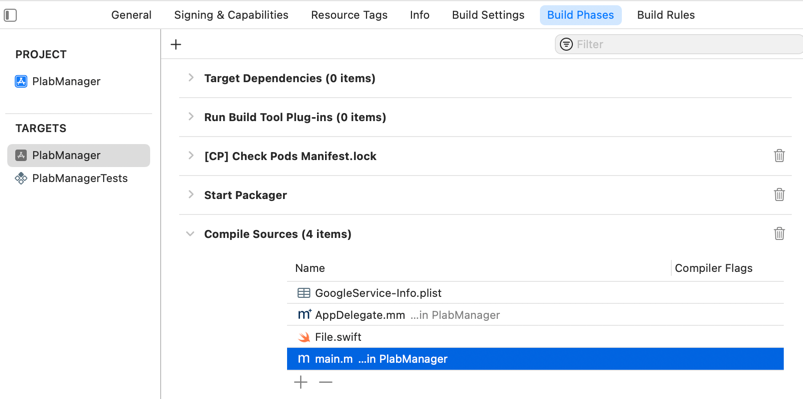 General Signing & Capabilities Resource Tags Info Build Settings Build Phases Build Rules
Filter
PROJECT
PlabManager
TARGETS
PlabManager
PlabManagerTests
Target Dependencies (0 items)
Run Build Tool Plug-ins (0 items)
[CP] Check Pods Manifest.lock
Start Packager
Compile Sources (4 items)
Name Compiler Flags
GoogleService-Info.plist
AppDelegate.mm ...in PlabManager
File.swift
main.m ...in PlabManager